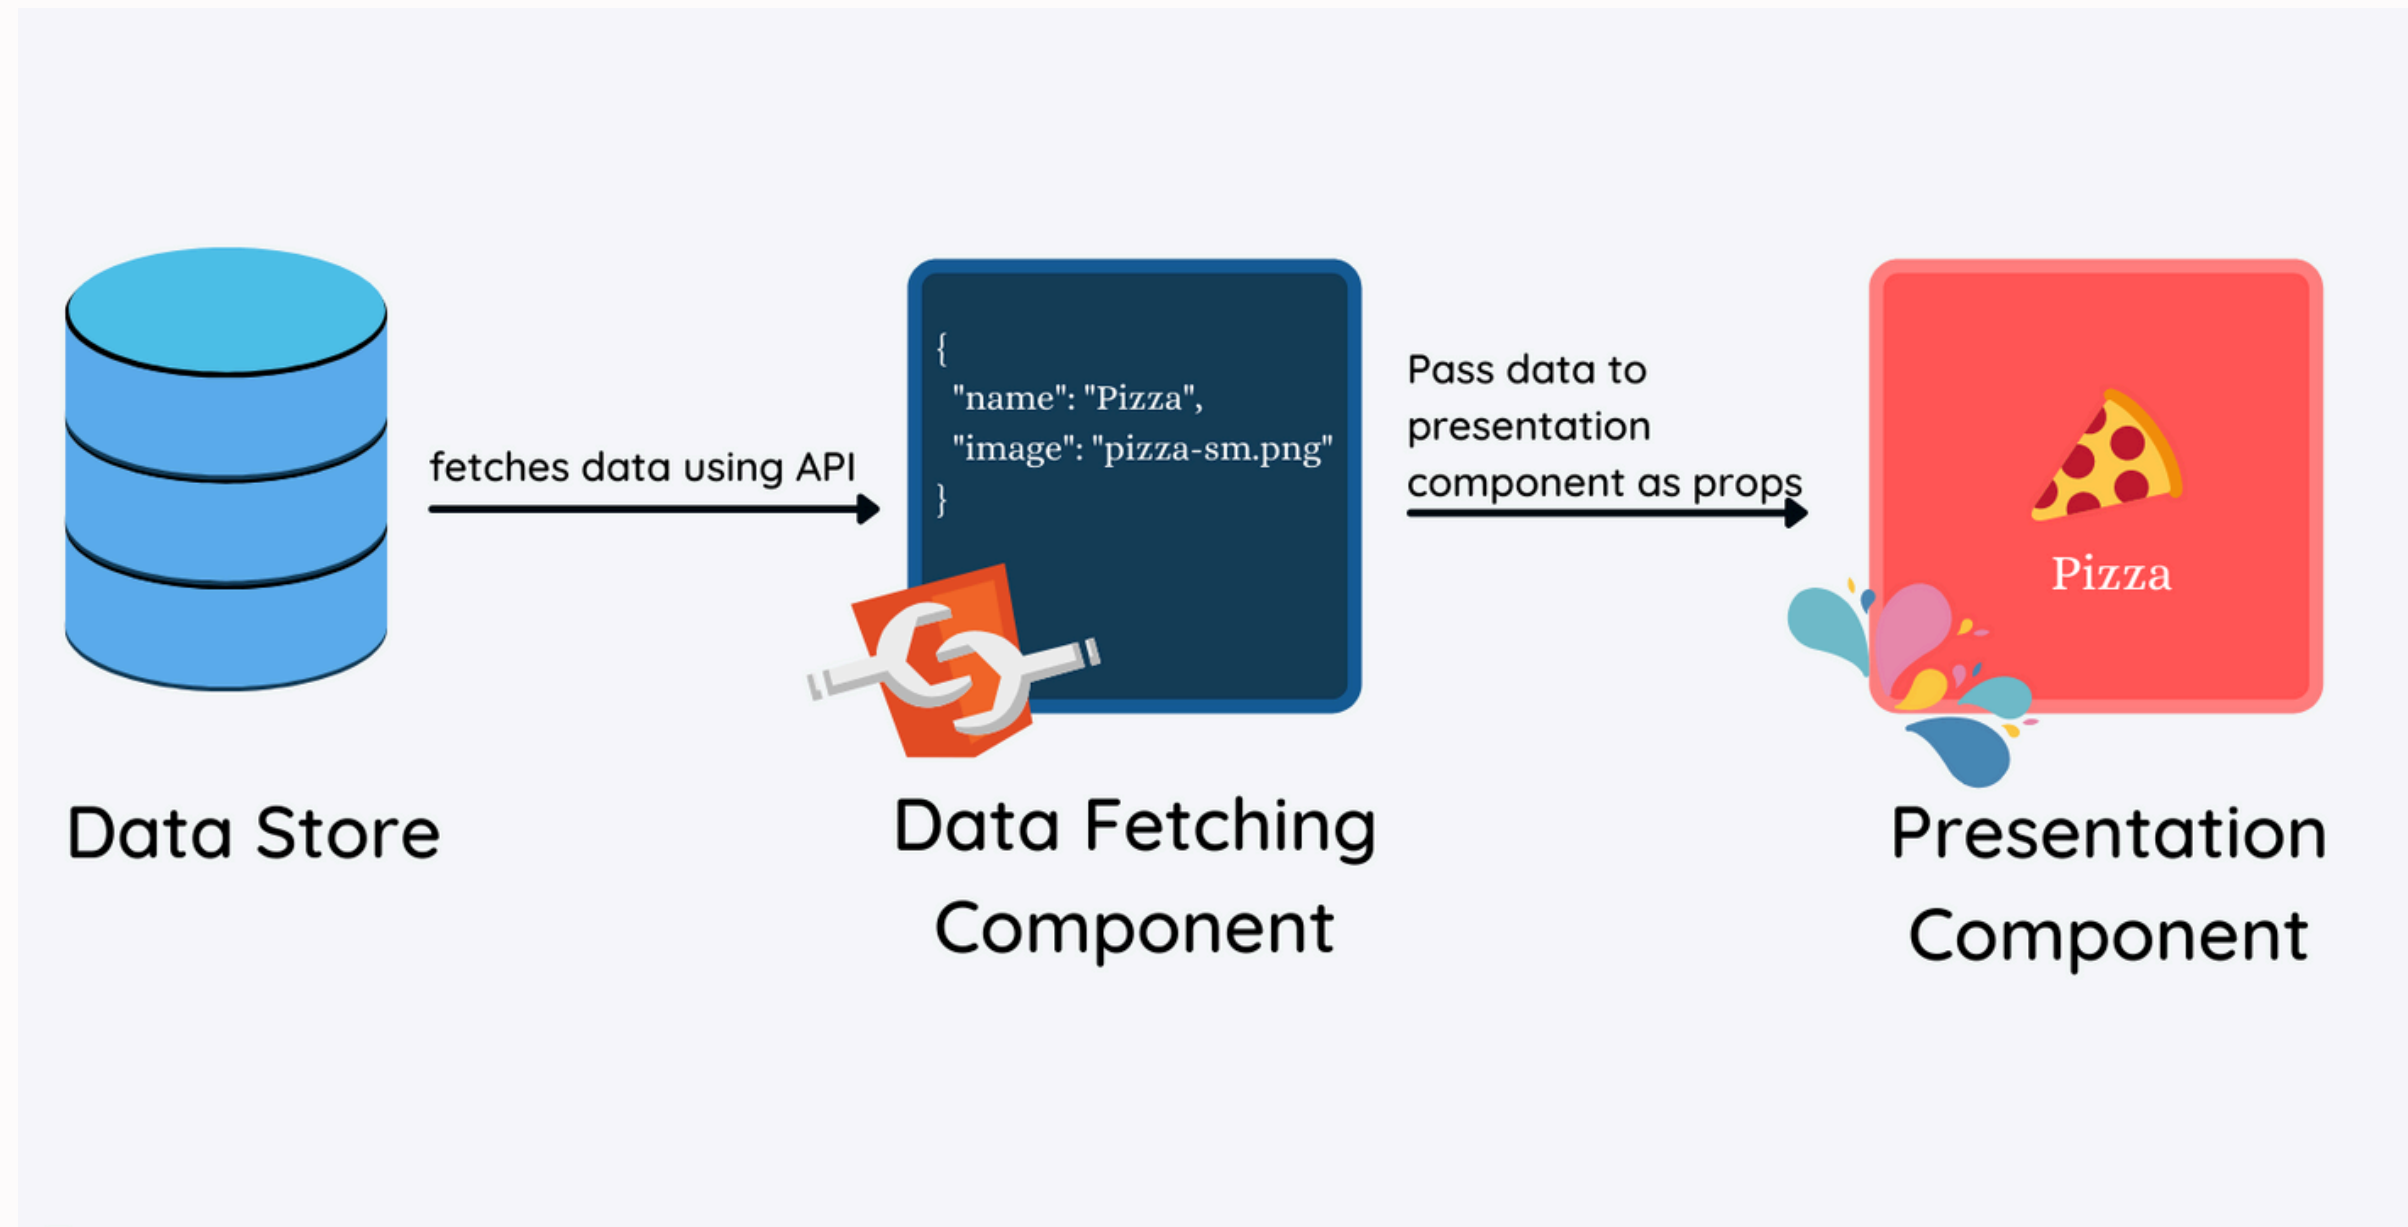 fetches data using API
{
"name": "Pizza",
"image": "pizza-sm.png"
}
Pass data to
presentation
component as props
Pizza
Data Store
Data Fetching
Component
Presentation
Component